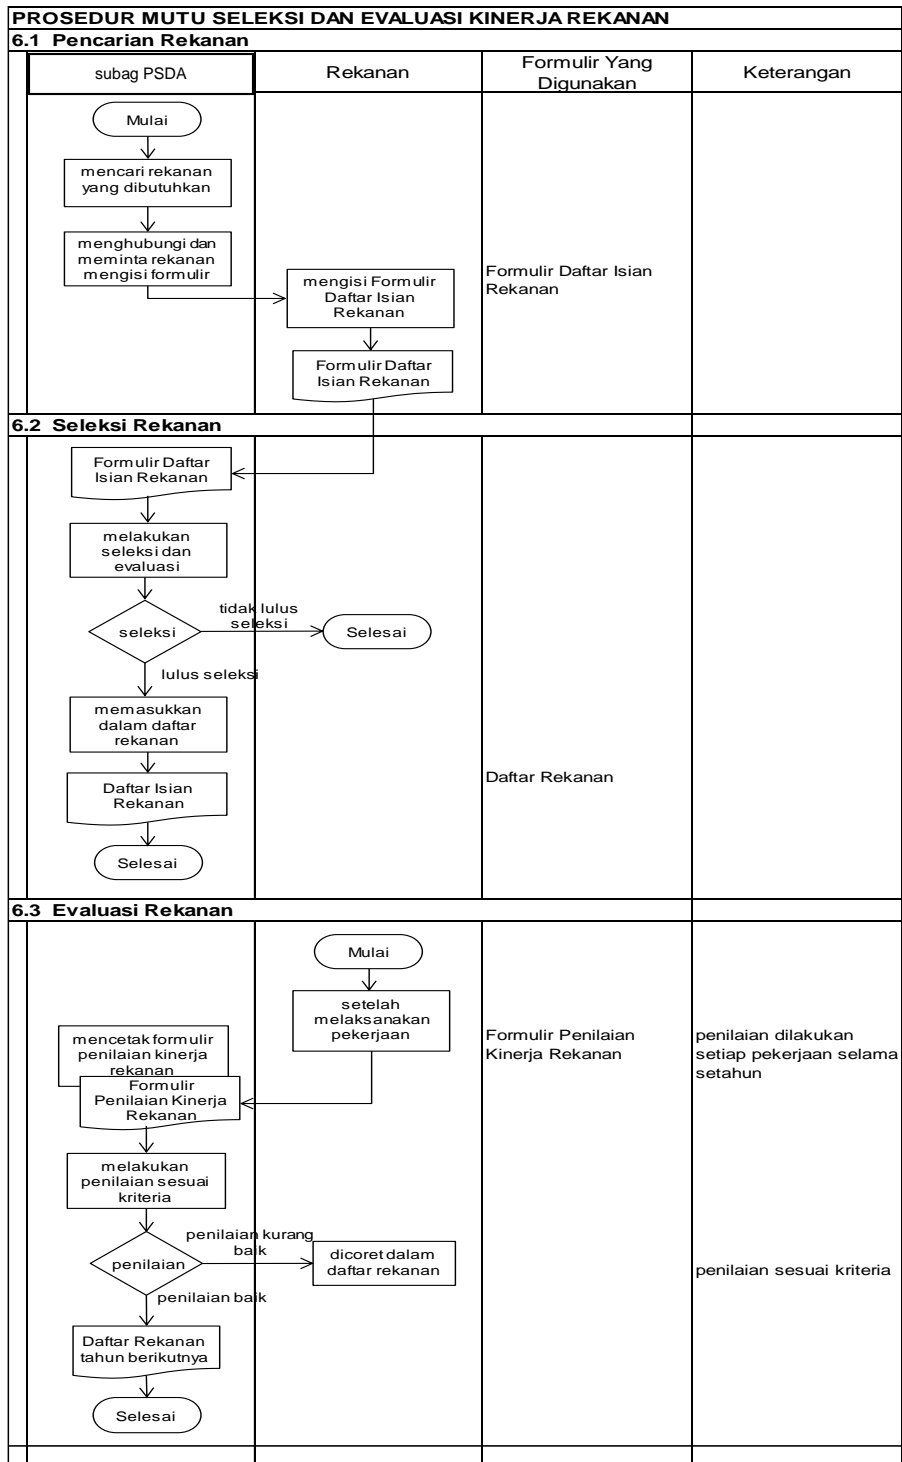 PROSEDUR MUTU SELEKSI DAN EVALUASI KINERJA REKANAN
6.1 Pencarian Rekanan
subag PSDA
Rekanan
Formulir Yang
Digunakan
Keterangan
Mulai
mencari rekanan
yang dibutuhkan
menghubungi dan
meminta rekanan
mengisi formulir
mengisi Formulir
Daftar Isian
Rekanan
Formulir Daftar Isian
Rekanan
Formulir Daftar
Isian Rekanan
6.2 Seleksi Rekanan
Formulir Daftar
Isian Rekanan
melakukan
seleksi dan
evaluasi
seleksi
tidak lulus
seleksi
Selesai
lulus seleksi
memasukkan
dalam daftar
rekanan
Daftar Isian
Rekanan
Daftar Rekanan
Selesai
6.3 Evaluasi Rekanan
Mulai
setelah
melaksanakan
pekerjaan
Formulir Penilaian
Kinerja Rekanan
penilaian dilakukan
setiap pekerjaan selama
setahun
mencetak formulir
penilaian kinerja
rekanan
Formulir
Penilaian Kinerja
Rekanan
melakukan
penilaian sesuai
kriteria
penilaian
penilaian kurang
baik
dicoret dalam
daftar rekanan
penilaian sesuai kriteria
penilaian baik
Daftar Rekanan
tahun berikutnya
Selesai